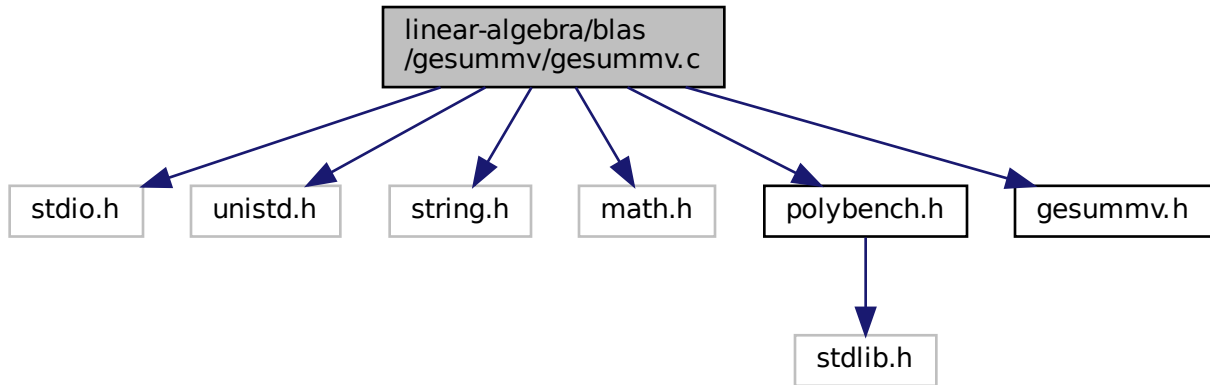 linear-algebra/blas
/gesummv/gesummv.c
stdio.h
unistd.h
string.h
math.h
polybench.h
gesummv.h
stdlib.h